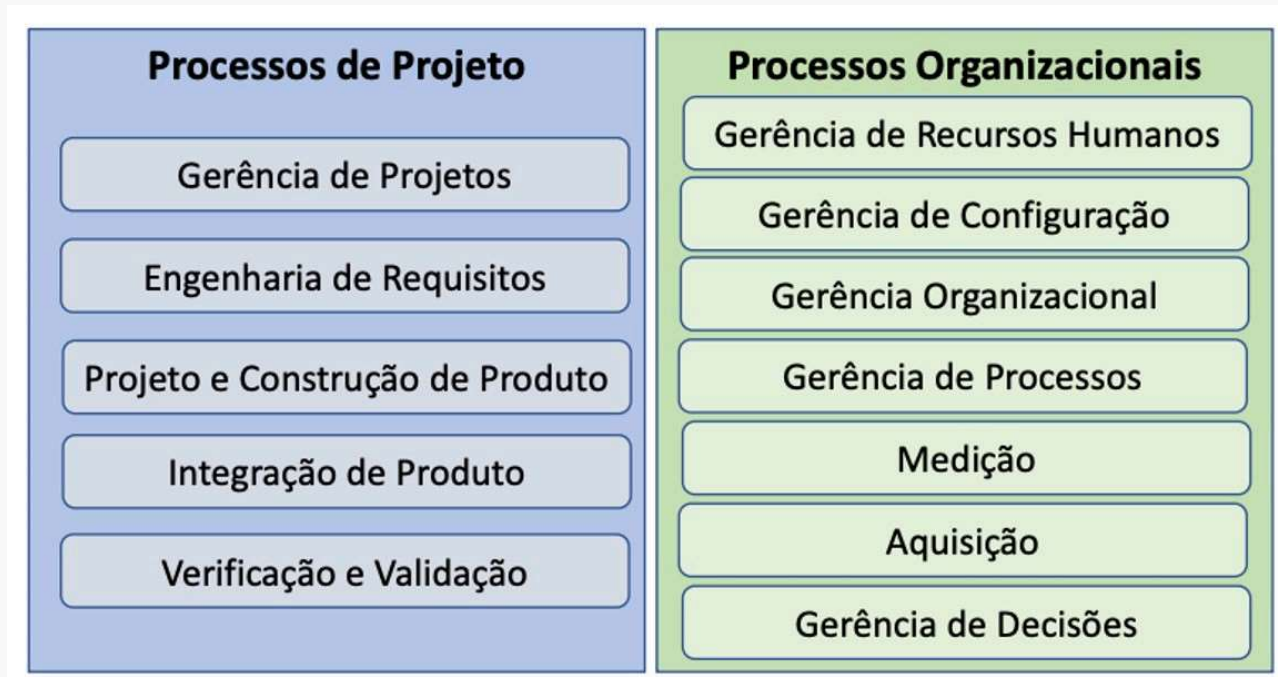 Processos de Projeto
Gerência de Projetos
Engenharia de Requisitos
Projeto e Construção de Produto
Integração de Produto
Verificação e Validação
Processos Organizacionais
Gerência de Recursos Humanos
Gerência de Configuração
Gerência Organizacional
Gerência de Processos
Medição
Aquisição
Gerência de Decisões